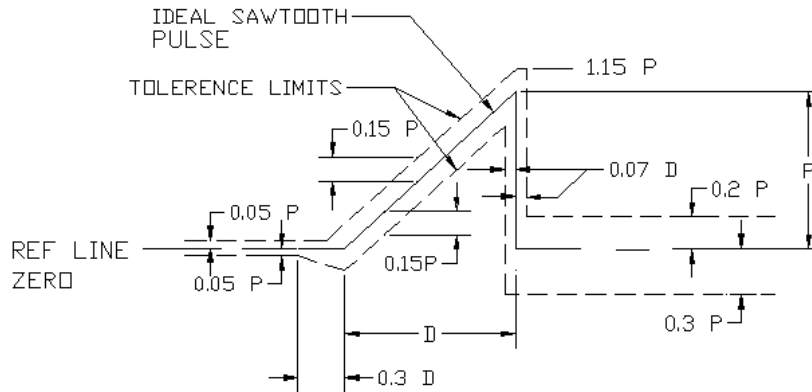 IDEAL SAWTOOTH
PULSE
1.15 P
TOLERENCE LIMITS
0.15 P
P
0.07 D
0.2 P
0.05 P
REF LINE
ZERO
0.15P
0.05 P
0.3 P
D
0.3 D